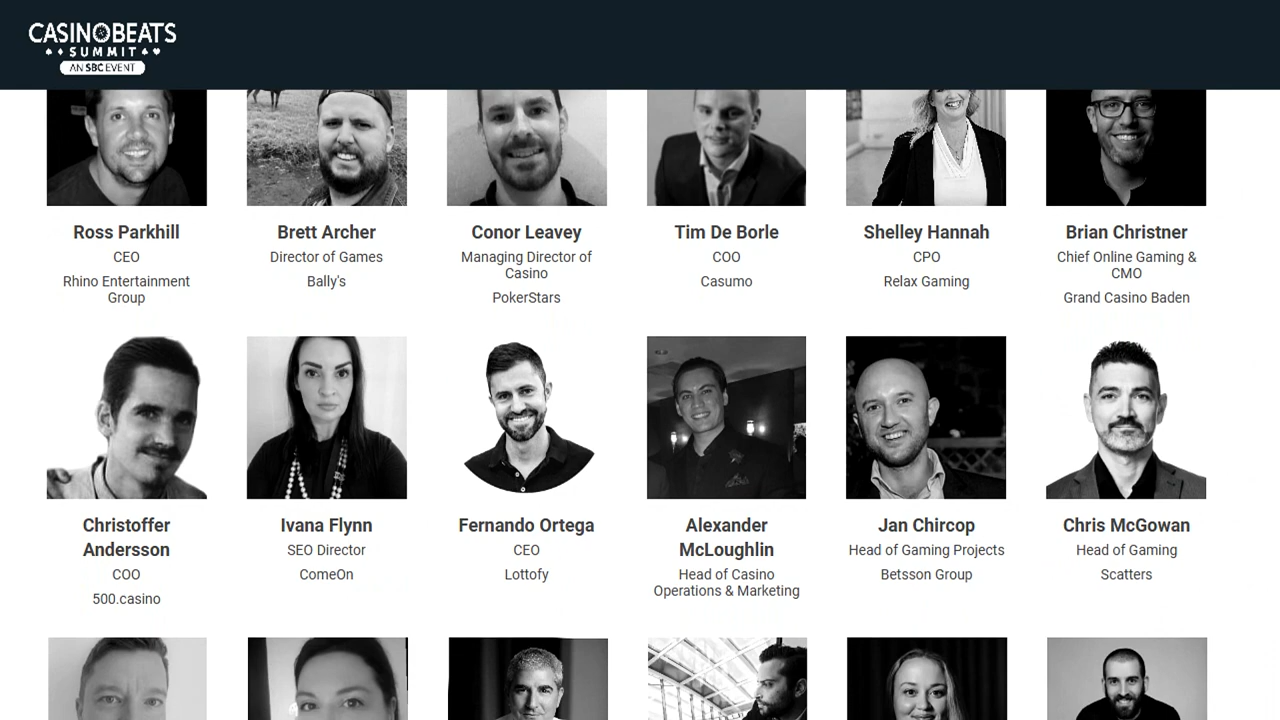 CASINOBEATS
SUMMIT
AN SBC EVENT
Ross Parkhill
CEO
Rhino Entertainment
Group
Brett Archer
Director of Games
Bally's
Conor Leavey
Managing Director of
Casino
PokerStars
Tim De Borle
COO
Casumo
Shelley Hannah
CPO
Relax Gaming
Brian Christner
Chief Online Gaming &
CMO
Grand Casino Baden
Christoffer
Andersson
COO
500.casino
Ivana Flynn
SEO Director
ComeOn
Fernando Ortega
CEO
Lottofy
Alexander
McLoughlin
Head of Casino
Operations & Marketing
Jan Chircop
Head of Gaming Projects
Betsson Group
Chris McGowan
Head of Gaming
Scatters